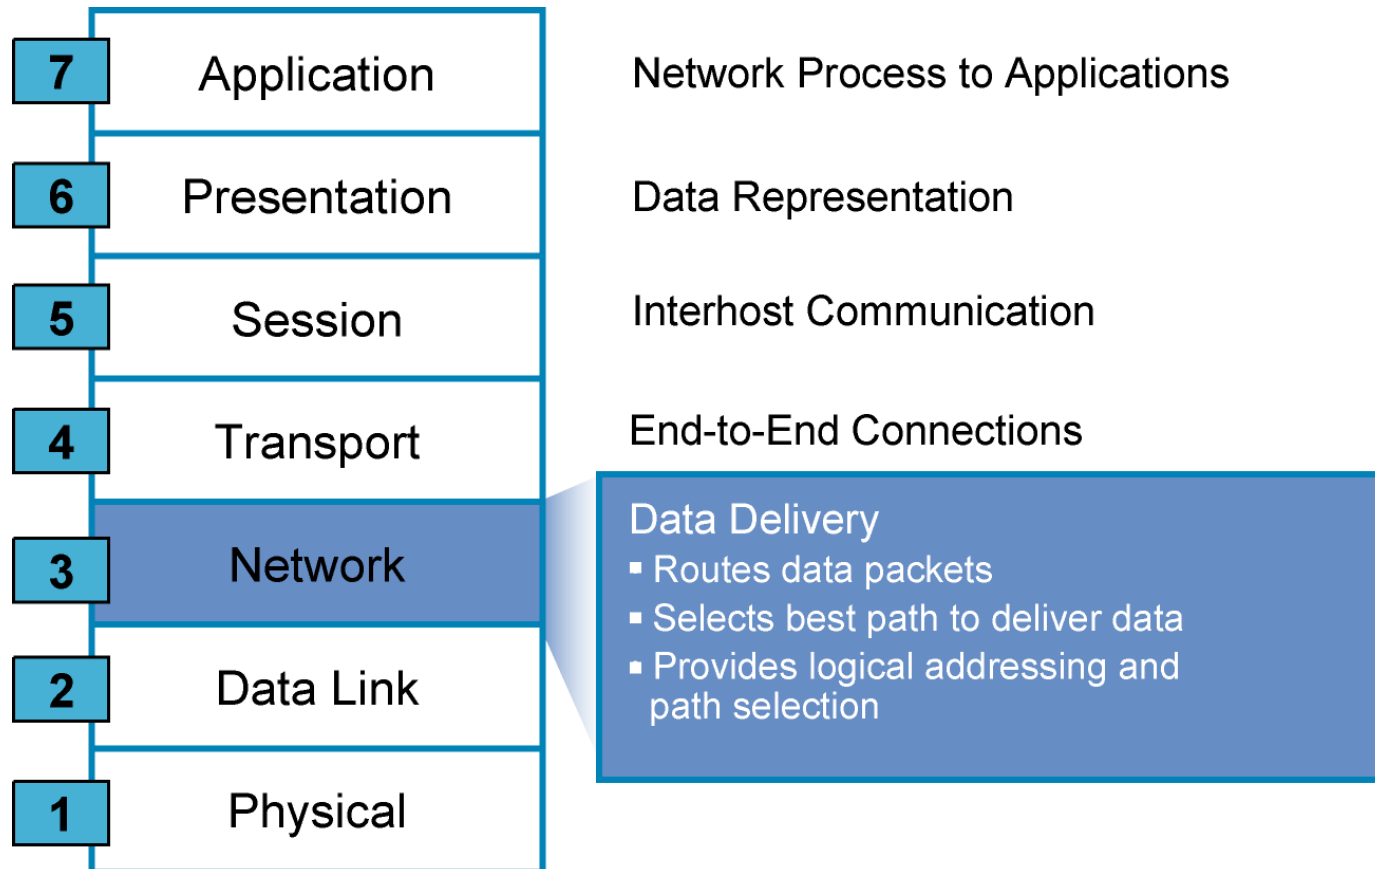 7 Application Network Process to Applications
6 Presentation Data Representation
5 Session Interhost Communication
4 Transport End-to-End Connections
3 Network
Data Delivery
▪ Routes data packets
▪ Selects best path to deliver data
▪ Provides logical addressing and
path selection
2 Data Link
1 Physical